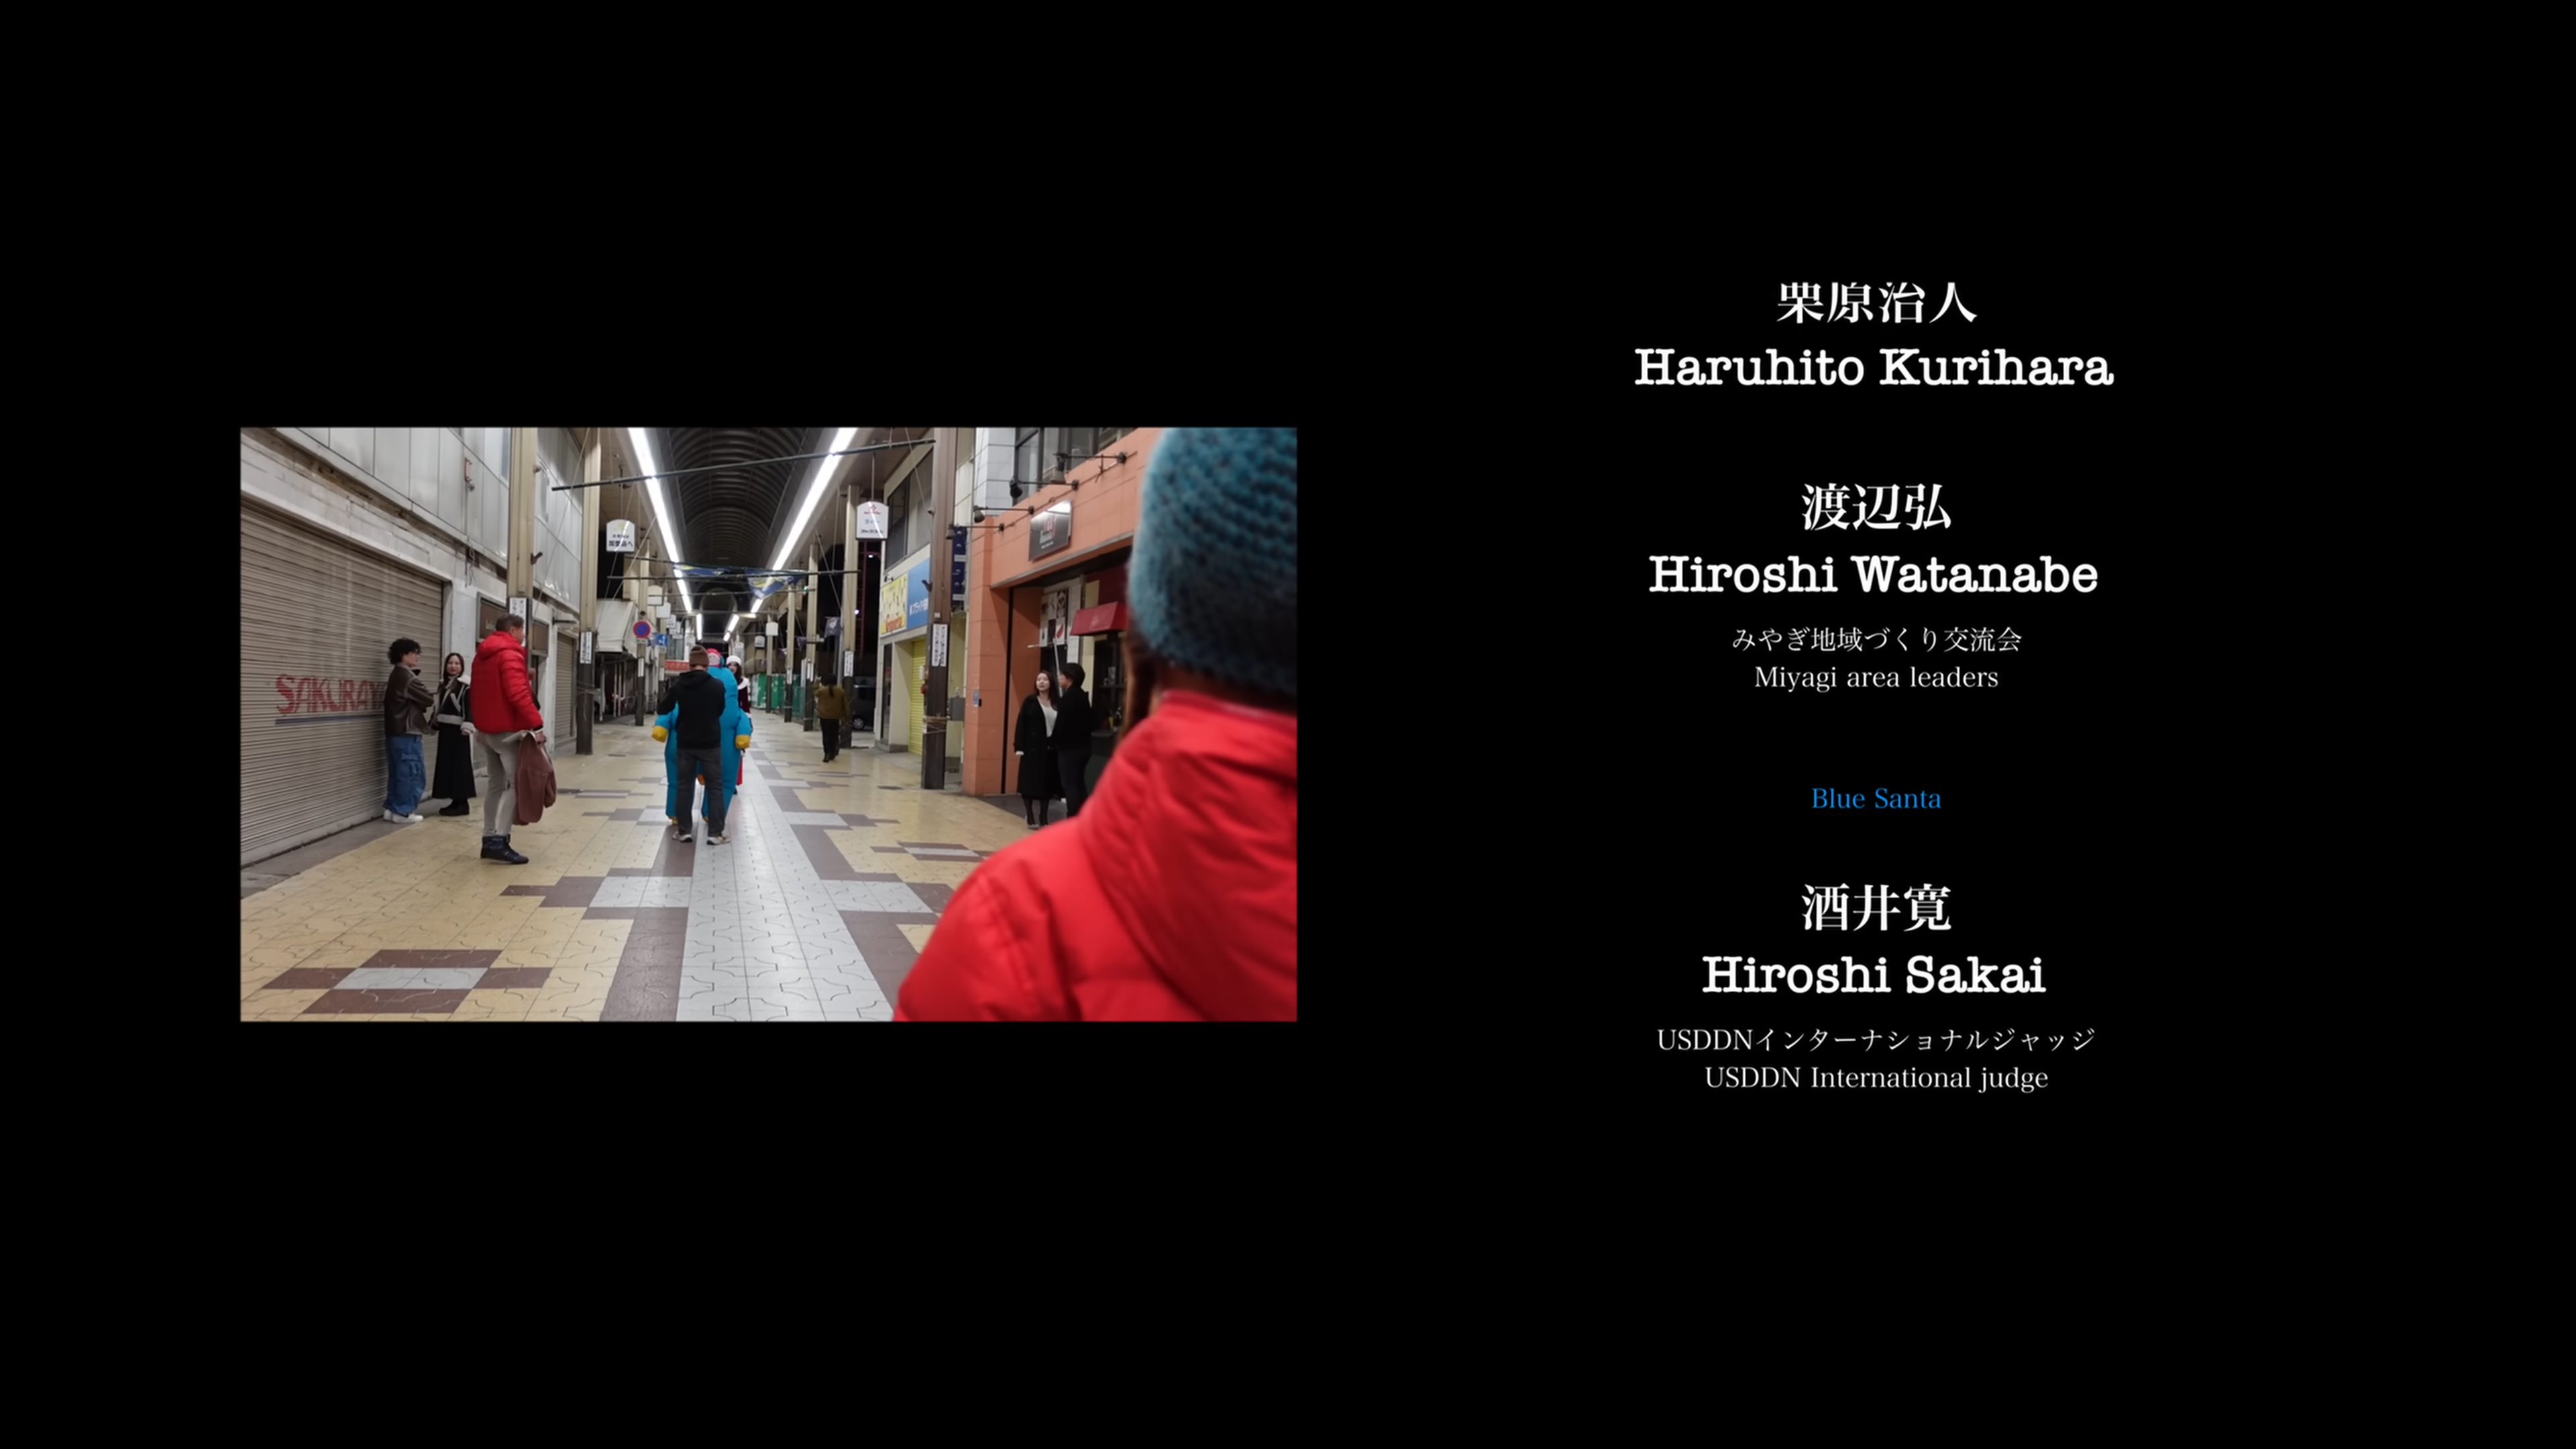 SAKURAY
栗原治人
Haruhito Kurihara
渡辺弘
Hiroshi Watanabe
みやぎ地域づくり交流会
Miyagi area leaders
Blue Santa
酒井寛
Hiroshi Sakai
USDDNインターナショナルジャッジ
USDDN International judge